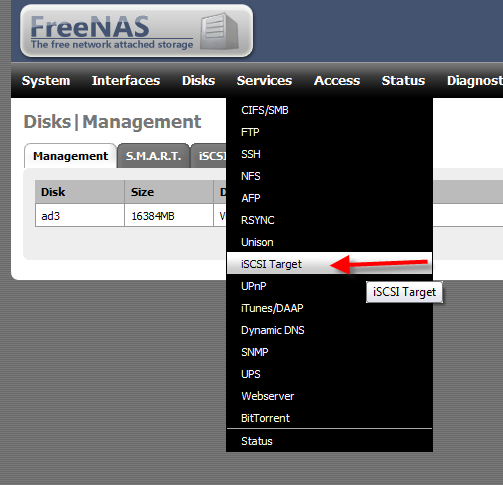 FreeNAS
The free network attached storage
System Interfaces Disks Services Access Status Diagnost
Disks|Management
Management S.M.A.R.T. iSCSI
Disk Size D
ad3 16384MB V
CIFS/SMB
FTP
SSH
NFS
AFP
RSYNC
Unison
iSCSI Target
UPnP
iSCSI Target
iTunes/DAAP
Dynamic DNS
SNMP
UPS
Webserver
BitTorrent
Status